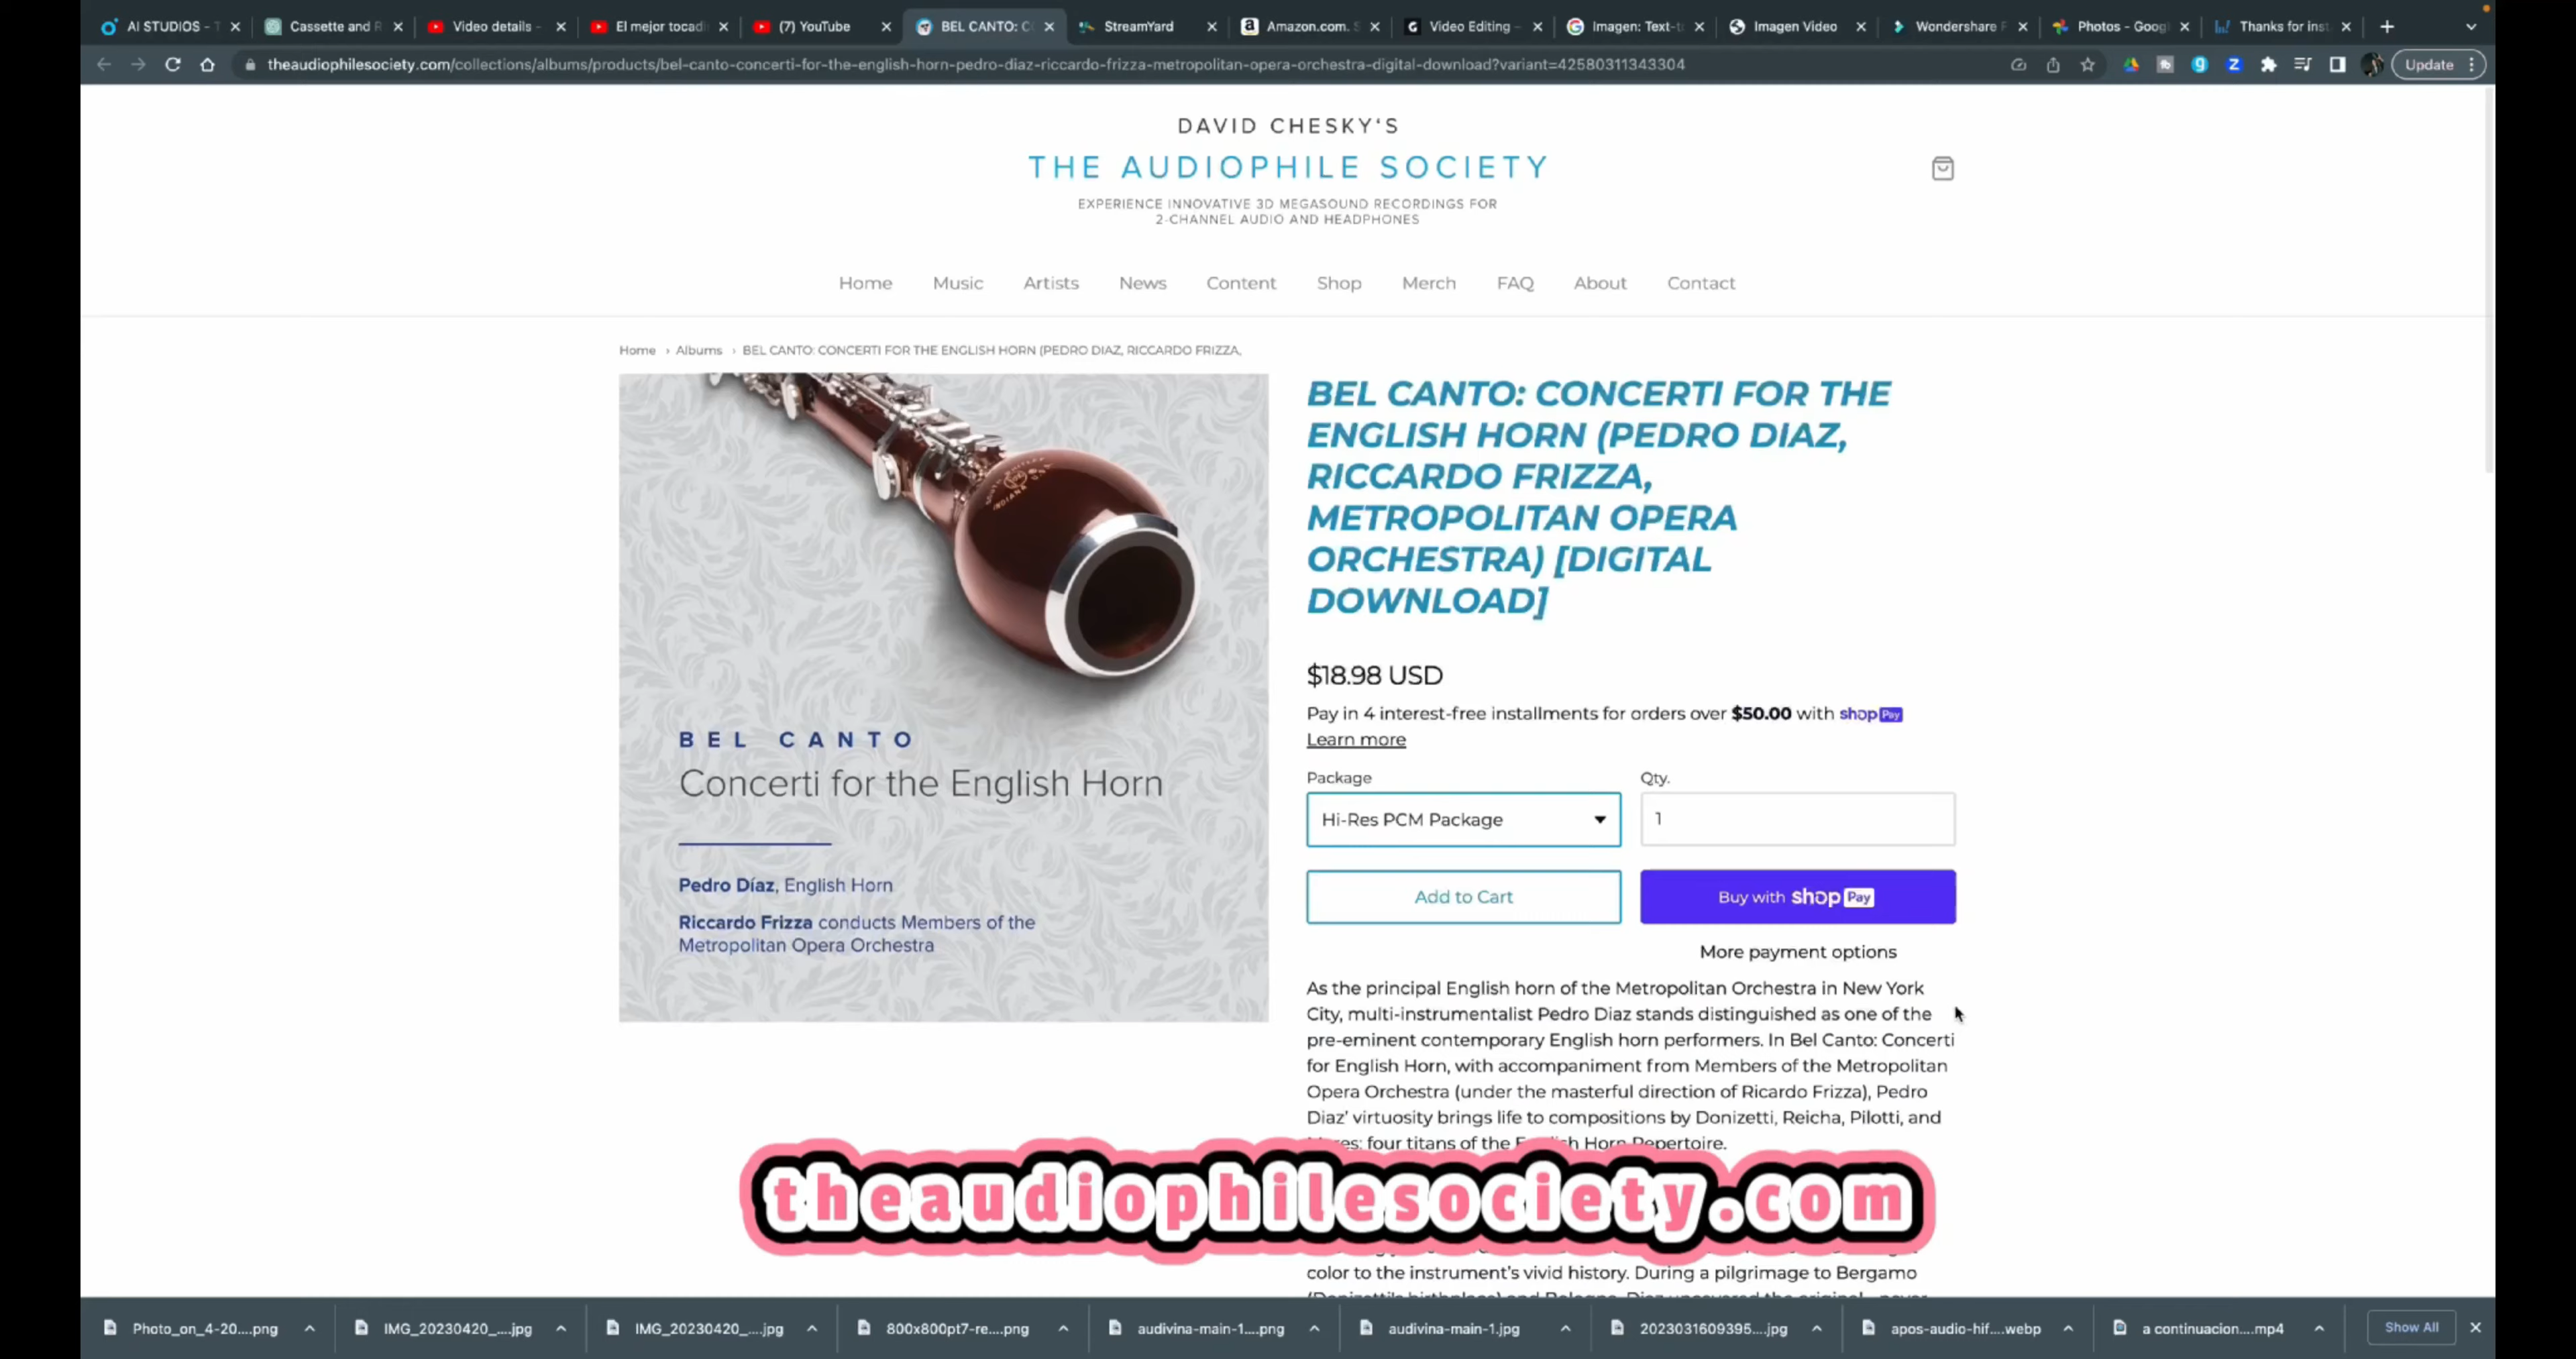 AI STUDIOS - T
Cassette and R
Video details -
El mejor tocadi
(7) YouTube
BEL CANTO: CO
StreamYard
Amazon.com. S
Video Editing –
Imagen: Text-t
Imagen Video
Wondershare F
Photos - Goog
Thanks for inst
theaudiophilesociety.com/collections/albums/products/bel-canto-concerti-for-the-english-horn-pedro-diaz-riccardo-frizza-metropolitan-opera-orchestra-digital-download?variant=42580311343304
Update
DAVID CHESKY'S
THE AUDIOPHILE SOCIETY
EXPERIENCE INNOVATIVE 3D MEGASOUND RECORDINGS FOR
2-CHANNEL AUDIO AND HEADPHONES
Home Music Artists News Content Shop Merch FAQ About Contact
Home › Albums › BEL CANTO: CONCERTI FOR THE ENGLISH HORN (PEDRO DIAZ, RICCARDO FRIZZA,
BEL CANTO
Concerti for the English Horn
Pedro Díaz, English Horn
Riccardo Frizza conducts Members of the
Metropolitan Opera Orchestra
BEL CANTO: CONCERTI FOR THE
ENGLISH HORN (PEDRO DIAZ,
RICCARDO FRIZZA,
METROPOLITAN OPERA
ORCHESTRA) [DIGITAL
DOWNLOAD]
$18.98 USD
Pay in 4 interest-free installments for orders over $50.00 with shop Pay
Learn more
Package
Qty.
Hi-Res PCM Package
1
Add to Cart
Buy with shop Pay
More payment options
As the principal English horn of the Metropolitan Orchestra in New York
City, multi-instrumentalist Pedro Diaz stands distinguished as one of the
pre-eminent contemporary English horn performers. In Bel Canto: Concerti
for English Horn, with accompaniment from Members of the Metropolitan
Opera Orchestra (under the masterful direction of Ricardo Frizza), Pedro
Diaz' virtuosity brings life to compositions by Donizetti, Reicha, Pilotti, and
four titans of the English Horn Repertoire.
theaudiophilesociety.com
color to the instrument's vivid history. During a pilgrimage to Bergamo
Photo_on_4-20....png
IMG_20230420_....jpg
IMG_20230420_....jpg
800x800pt7-re....png
audivina-main-1....png
audivina-main-1.jpg
2023031609395....jpg
apos-audio-hif....webp
a continuacion....mp4
Show All